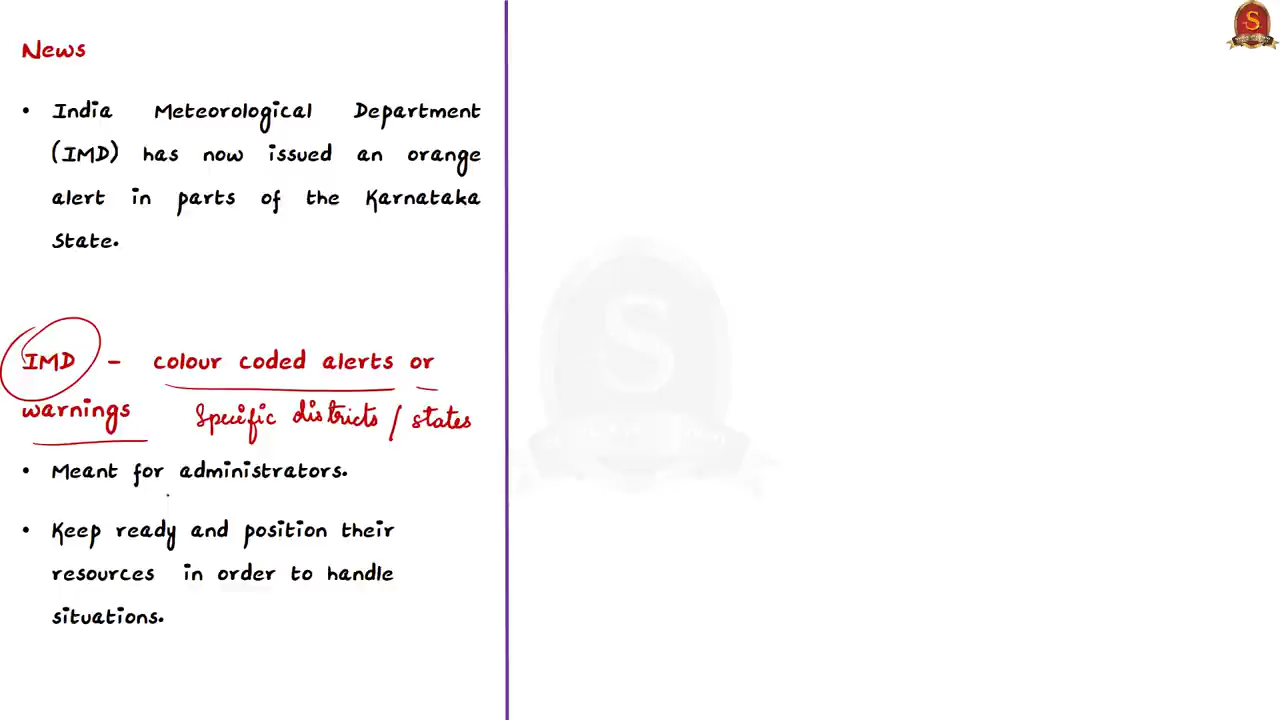 News
• India Meteorological Department
(IMD) has now issued an orange
alert in parts of the Karnataka
State.
IMD - colour coded alerts or
warnings specific districts / states
• Meant for administrators.
• Keep ready and position their
resources in order to handle
situations.
S
S